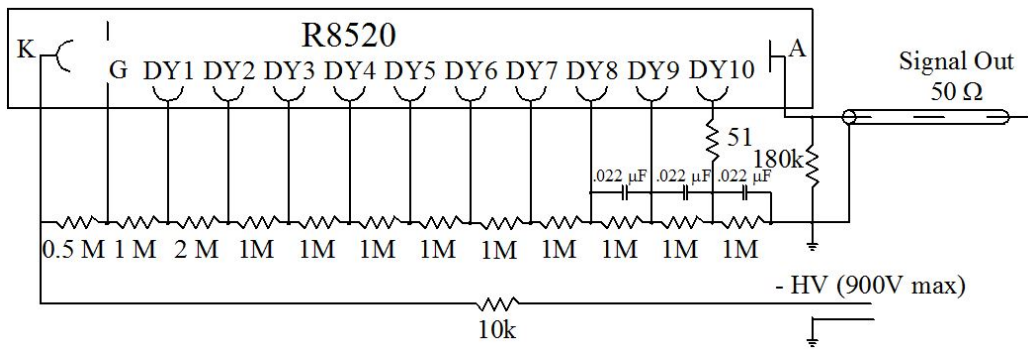 R8520
K
G DY1 DY2 DY3 DY4 DY5 DY6 DY7 DY8 DY9 DY10
A
Signal Out
50 Ω
51
180k
.022 µF .022 µF .022 µF
0.5 M 1 M 2 M 1M 1M 1M 1M 1M 1M 1M 1M 1M
- HV (900V max)
10k